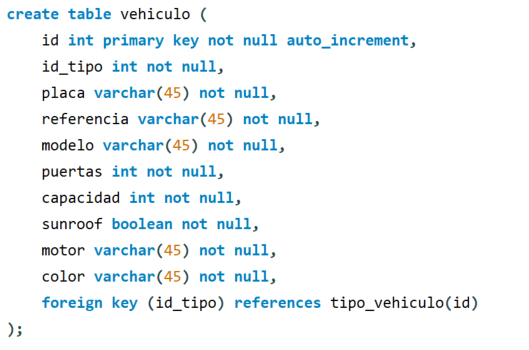 create table vehiculo (
id int primary key not null auto_increment,
id_tipo int not null,
placa varchar(45) not null,
referencia varchar(45) not null,
modelo varchar(45) not null,
puertas int not null,
capacidad int not null,
sunroof boolean not null,
motor varchar(45) not null,
color varchar(45) not null,
foreign key (id_tipo) references tipo_vehiculo(id)
);